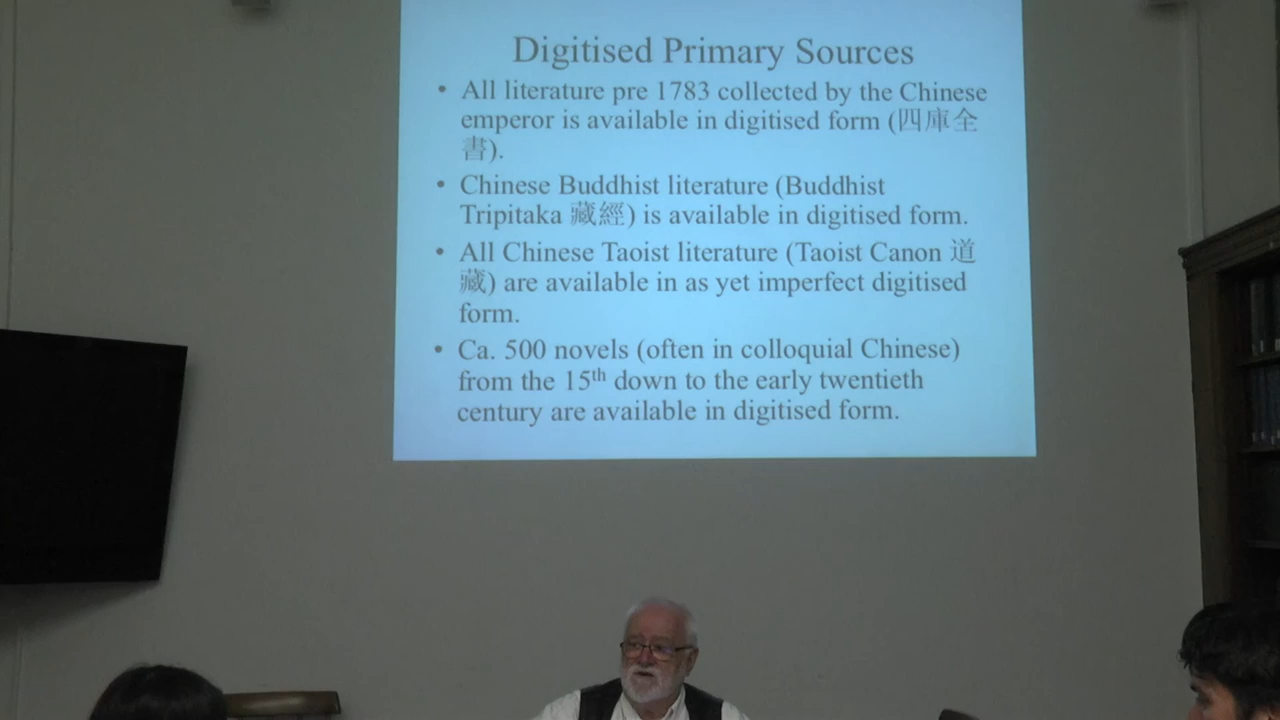 Digitised Primary Sources
• All literature pre 1783 collected by the Chinese
emperor is available in digitised form (四庫全
書).
• Chinese Buddhist literature (Buddhist
Tripitaka 藏經) is available in digitised form.
• All Chinese Taoist literature (Taoist Canon 道
藏) are available in as yet imperfect digitised
form.
• Ca. 500 novels (often in colloquial Chinese)
from the 15th down to the early twentieth
century are available in digitised form.